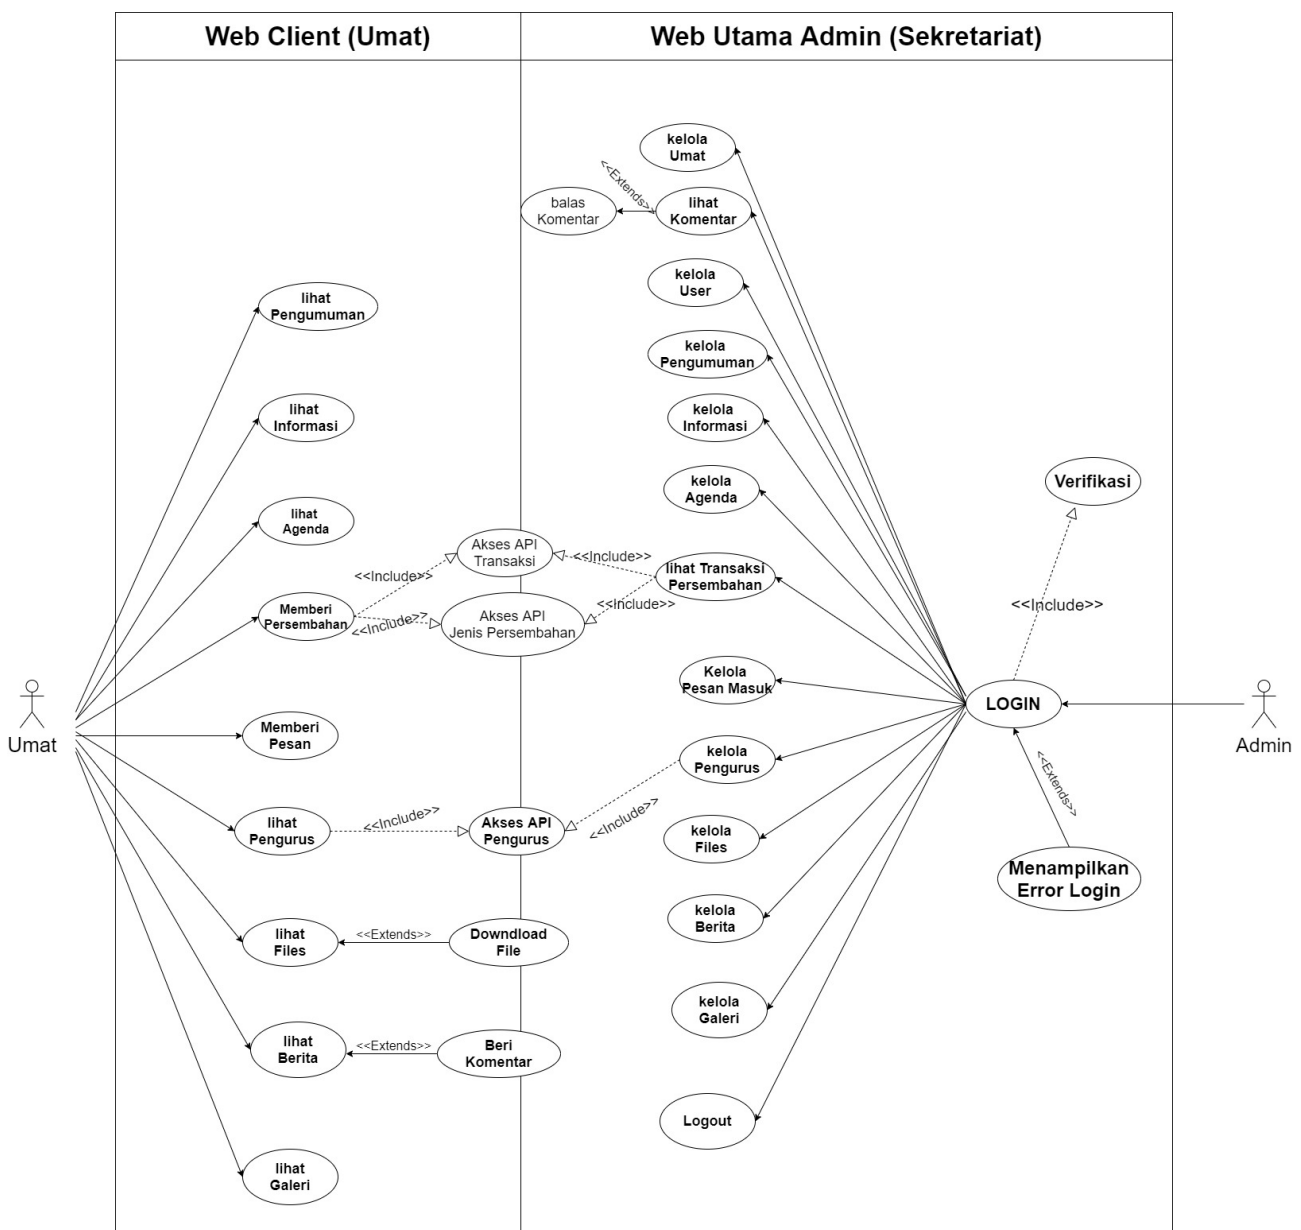 Web Client (Umat)
Web Utama Admin (Sekretariat)
kelola
Umat
<<Extends>>
balas
Komentar
lihat
Komentar
kelola
User
lihat
Pengumuman
kelola
Pengumuman
lihat
Informasi
kelola
Informasi
kelola
Agenda
Verifikasi
lihat
Agenda
Akses API
Transaksi
<<Include>>
<<Include>>
lihat Transaksi
Persembahan
Memberi
Persembahan
<<Include>>
Akses API
Jenis Persembahan
<<Include>>
<<Include>>
Kelola
Pesan Masuk
LOGIN
Umat
Memberi
Pesan
kelola
Pengurus
Admin
<<Extends>>
lihat
Pengurus
<<Include>>
Akses API
Pengurus
<<Include>>
kelola
Files
Menampilkan
Error Login
kelola
Berita
lihat
Files
<<Extends>>
Downdload
File
kelola
Galeri
lihat
Berita
<<Extends>>
Beri
Komentar
Logout
lihat
Galeri